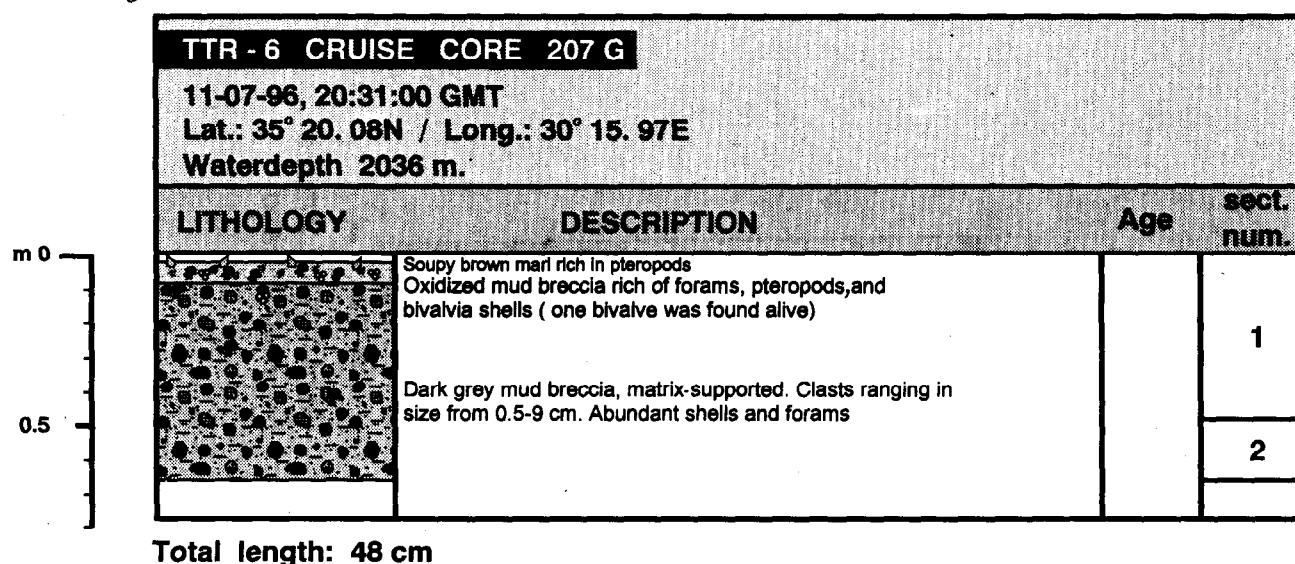 TTR - 6 CRUISE CORE 207 G
11-07-96, 20:31:00 GMT
Lat.: 35° 20. 08N / Long.: 30° 15. 97E
Waterdepth 2036 m.
LITHOLOGY DESCRIPTION Age sect. num.
m 0
Soupy brown marl rich in pteropods
Oxidized mud breccia rich of forams, pteropods,and
bivalvia shells ( one bivalve was found alive)
1
Dark grey mud breccia, matrix-supported. Clasts ranging in
size from 0.5-9 cm. Abundant shells and forams
0.5
2
Total length: 48 cm